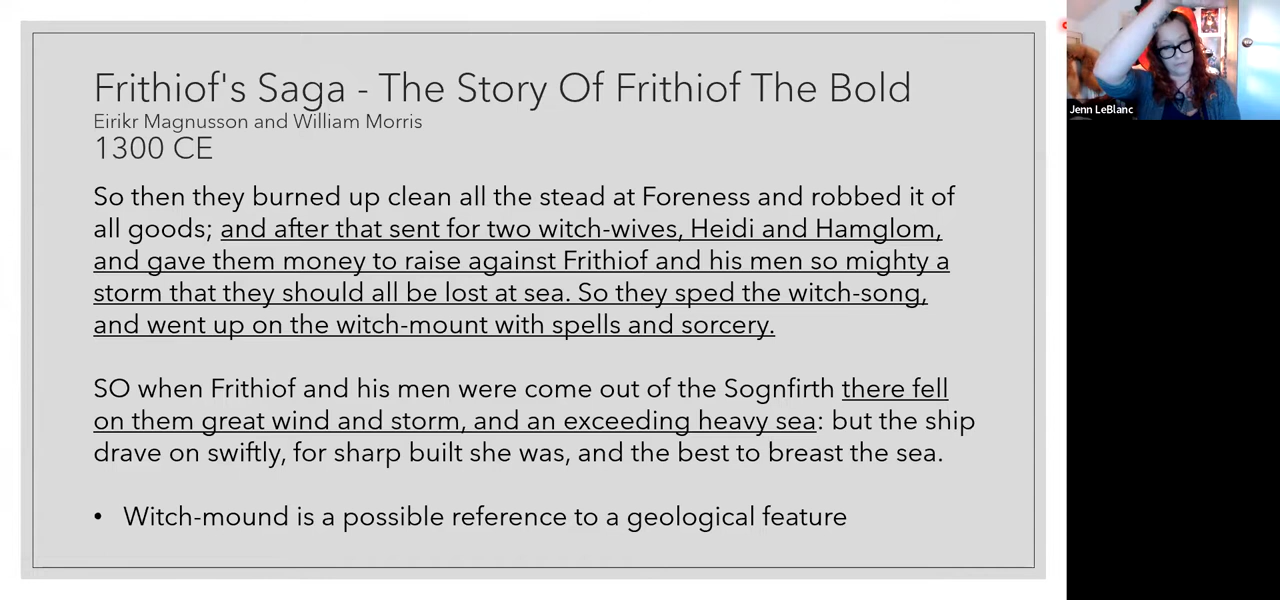 Frithiof's Saga - The Story Of Frithiof The Bold
Eirikr Magnusson and William Morris
1300 CE
So then they burned up clean all the stead at Foreness and robbed it of
all goods; and after that sent for two witch-wives, Heidi and Hamglom,
and gave them money to raise against Frithiof and his men so mighty a
storm that they should all be lost at sea. So they sped the witch-song,
and went up on the witch-mount with spells and sorcery.
SO when Frithiof and his men were come out of the Sognfirth there fell
on them great wind and storm, and an exceeding heavy sea: but the ship
drave on swiftly, for sharp built she was, and the best to breast the sea.
• Witch-mound is a possible reference to a geological feature
Jenn LeBlanc